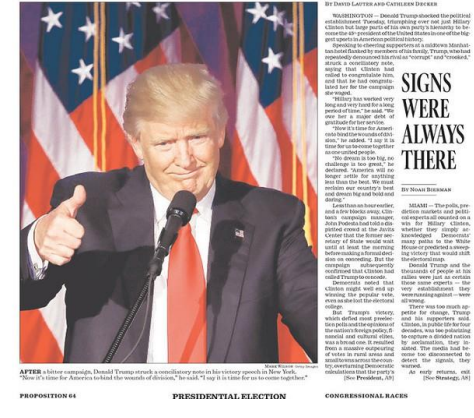 BY DAVID LAUTER AND CATHLEEN DECKER
WASHINGTON — Donald Trump shocked the political
establishment Tuesday, triumphing over not just Hillary
Clinton but large parts of his own party's hierarchy to be-
come the 45th president of the United States in one of the big-
gest upsets in American political history.
Speaking to cheering supporters at a midtown Manhat-
tan hotel flanked by members of his family, Trump, who had
repeatedly denounced his rival as "corrupt" and "crooked,"
struck a conciliatory note,
saying that Clinton had
called to congratulate him,
and that he had congratu-
lated her for the campaign
she waged.
"Hillary has worked very
long and very hard for a long
period of time," he said. "We
owe her a major debt of
gratitude for her service.
"Now it's time for Ameri-
ca to bind the wounds of divi-
sion," he added. "I say it is
time for us to come together
as one united people.
"No dream is too big, no
challenge is too great," he
declared. "America will no
longer settle for anything
less than the best. We must
reclaim our country's best
and dream big and bold and
daring."
Less than an hour earlier,
and a few blocks away, Clin-
ton's campaign manager,
John Podesta had told a dis-
pirited crowd at the Javits
Center that the former sec-
retary of State would wait
until at least the morning
before making a formal deci-
sion on conceding. But the
campaign subsequently
confirmed that Clinton had
called Trump to concede.
Democrats noted that
Clinton might well end up
winning the popular vote,
even as she lost the electoral
college.
But Trump's victory,
which defied most preelec-
tion polls and the opinions of
the nation's foreign policy, fi-
nancial and cultural elites,
was a broad one. It resulted
from a massive outpouring
of votes in rural areas and
small towns across the coun-
try, overturning Democratic
calculations that the party's
[See President, A9]
SIGNS
WERE
ALWAYS
THERE
BY NOAH BIERMAN
MIAMI — The polls, pre-
diction markets and politi-
cal experts all counted on a
win for Hillary Clinton,
whether they simply ac-
knowledged Democrats'
many paths to the White
House or predicted a sweep-
ing victory that would shift
the electoral map.
Donald Trump and the
thousands of people at his
rallies were just as certain
those same experts — the
very establishment they
were running against — were
all wrong.
There was too much ap-
petite for change, Trump
and his supporters said.
Clinton, in public life for four
decades, was too polarizing
to capture a divided nation
by acclamation, they in-
sisted. The media had be-
come too disconnected to
detect the signals, they
warned.
As early returns, exit
[See Strategy, A8]
AFTER a bitter campaign, Donald Trump struck a conciliatory note in his victory speech in New York.
"Now it's time for America to bind the wounds of division," he said. "I say it is time for us to come together."
PROPOSITION 64
PRESIDENTIAL ELECTION
CONGRESSIONAL RACES